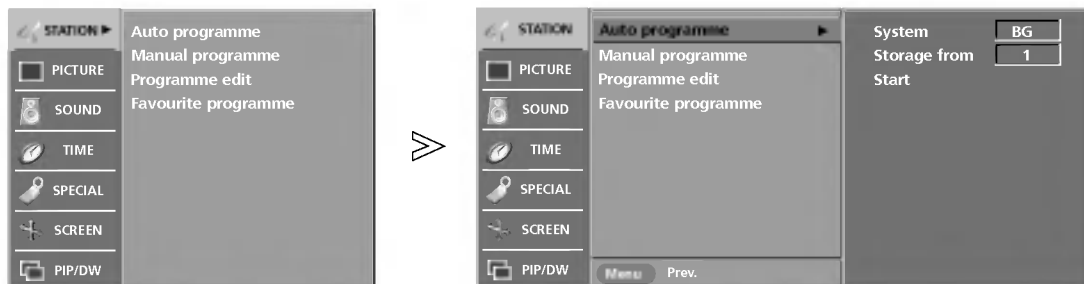 STATION ►
PICTURE
SOUND
TIME
SPECIAL
SCREEN
PIP/DW
Auto programme
Manual programme
Programme edit
Favourite programme
STATION
PICTURE
SOUND
TIME
SPECIAL
SCREEN
PIP/DW
Auto programme ►
Manual programme
Programme edit
Favourite programme
Menu Prev.
System BG
Storage from 1
Start